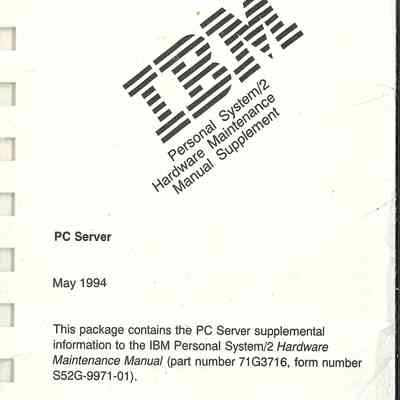 IBM
Personal System/2
Hardware Maintenance
Manual Supplement
PC Server
May 1994
This package contains the PC Server supplemental
information to the IBM Personal System/2 Hardware
Maintenance Manual (part number 71G3716, form number
S52G-9971-01).